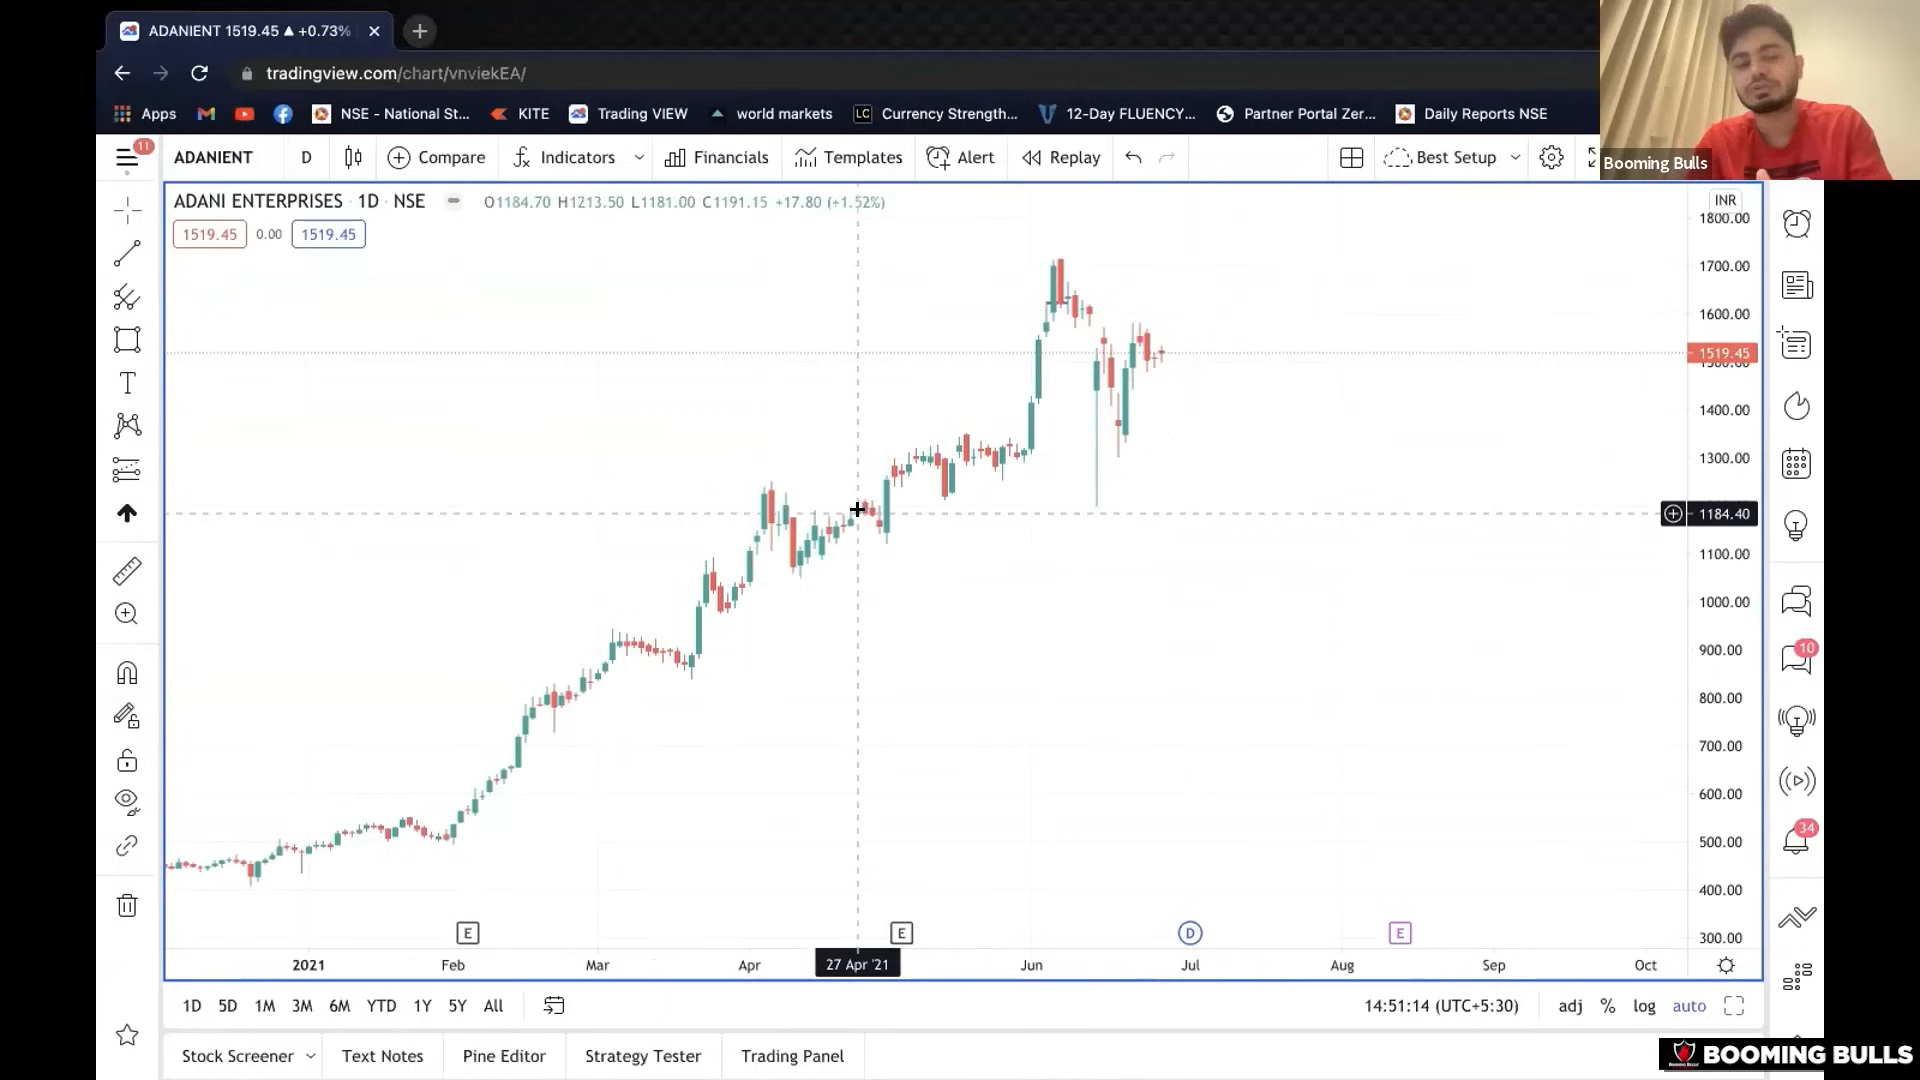 ADANIENT 1519.45 ▲ +0.73%
tradingview.com/chart/vnviekEA/
Apps
NSE - National St...
KITE
Trading VIEW
world markets
LC Currency Strength...
12-Day FLUENCY...
Partner Portal Zer...
Daily Reports NSE
Booming Bulls
11
ADANIENT
D
Compare
Indicators
Financials
Templates
Alert
Replay
Best Setup
ADANI ENTERPRISES · 1D · NSE
O1184.70 H1213.50 L1181.00 C1191.15 +17.80 (+1.52%)
1519.45 0.00 1519.45
INR
1800.00
1700.00
1600.00
1519.45
1500.00
1400.00
1300.00
1184.40
1100.00
1000.00
900.00
800.00
700.00
600.00
500.00
400.00
300.00
10
34
E
E
D
E
2021 Feb Mar Apr 27 Apr '21 Jun Jul Aug Sep Oct
1D 5D 1M 3M 6M YTD 1Y 5Y All
14:51:14 (UTC+5:30)
adj % log auto
Stock Screener
Text Notes
Pine Editor
Strategy Tester
Trading Panel
BOOMING BULLS